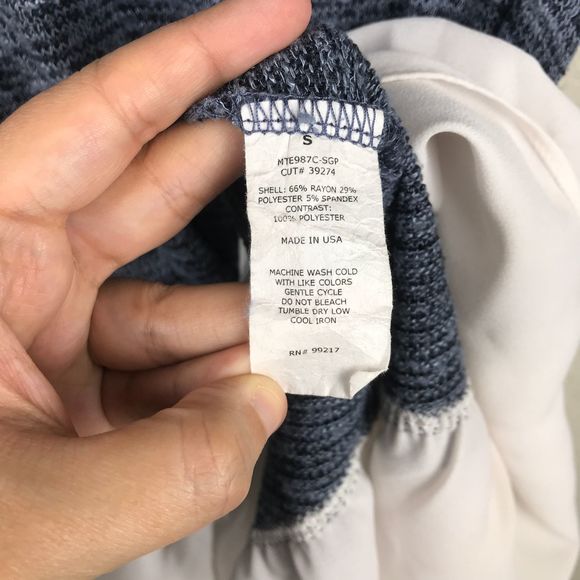 S
MTE987C-SGP
CUT# 39274
SHELL: 66% RAYON 29%
POLYESTER 5% SPANDEX
CONTRAST:
100% POLYESTER
MADE IN USA
MACHINE WASH COLD
WITH LIKE COLORS
GENTLE CYCLE
DO NOT BLEACH
TUMBLE DRY LOW
COOL IRON
RN# 99217